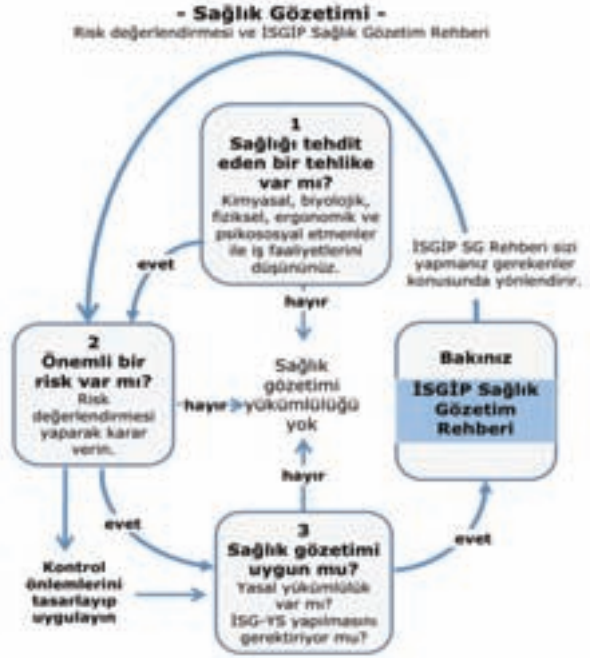 - Sağlık Gözetimi -
Risk değerlendirmesi ve İSGİP Sağlık Gözetim Rehberi
1
Sağlığı tehdit
eden bir tehlike
var mı?
Kimyasal, biyolojik,
fiziksel, ergonomik ve
psikososyal etmenler
ile iş faaliyetlerini
düşününüz.
evet
hayır
İSGİP SG Rehberi sizi
yapmanız gerekenler
konusunda yönlendirir.
2
Önemli bir
risk var mı?
Risk
değerlendirmesi
yaparak karar
verin.
hayır
Sağlık
gözetimi
yükümlülüğü
yok
Bakınız
İSGİP Sağlık
Gözetim
Rehberi
hayır
evet
evet
3
Sağlık gözetimi
uygun mu?
Yasal yükümlülük
var mı?
İSG-YS yapılmasını
gerektiriyor mu?
Kontrol
önlemlerini
tasarlayıp
uygulayın